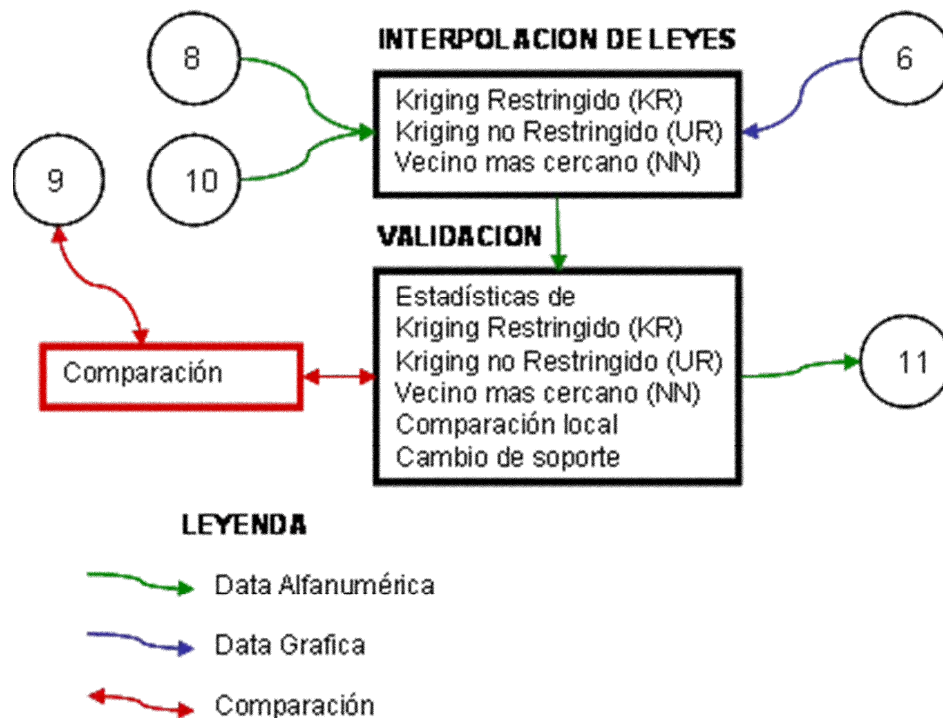 8
INTERPOLACION DE LEYES
6
Kriging Restringido (KR)
Kriging no Restringido (UR)
Vecino mas cercano (NN)
9
10
VALIDACION
Estadísticas de
Kriging Restringido (KR)
Kriging no Restringido (UR)
Vecino mas cercano (NN)
Comparación local
Cambio de soporte
Comparación
11
LEYENDA
Data Alfanumérica
Data Grafica
Comparación